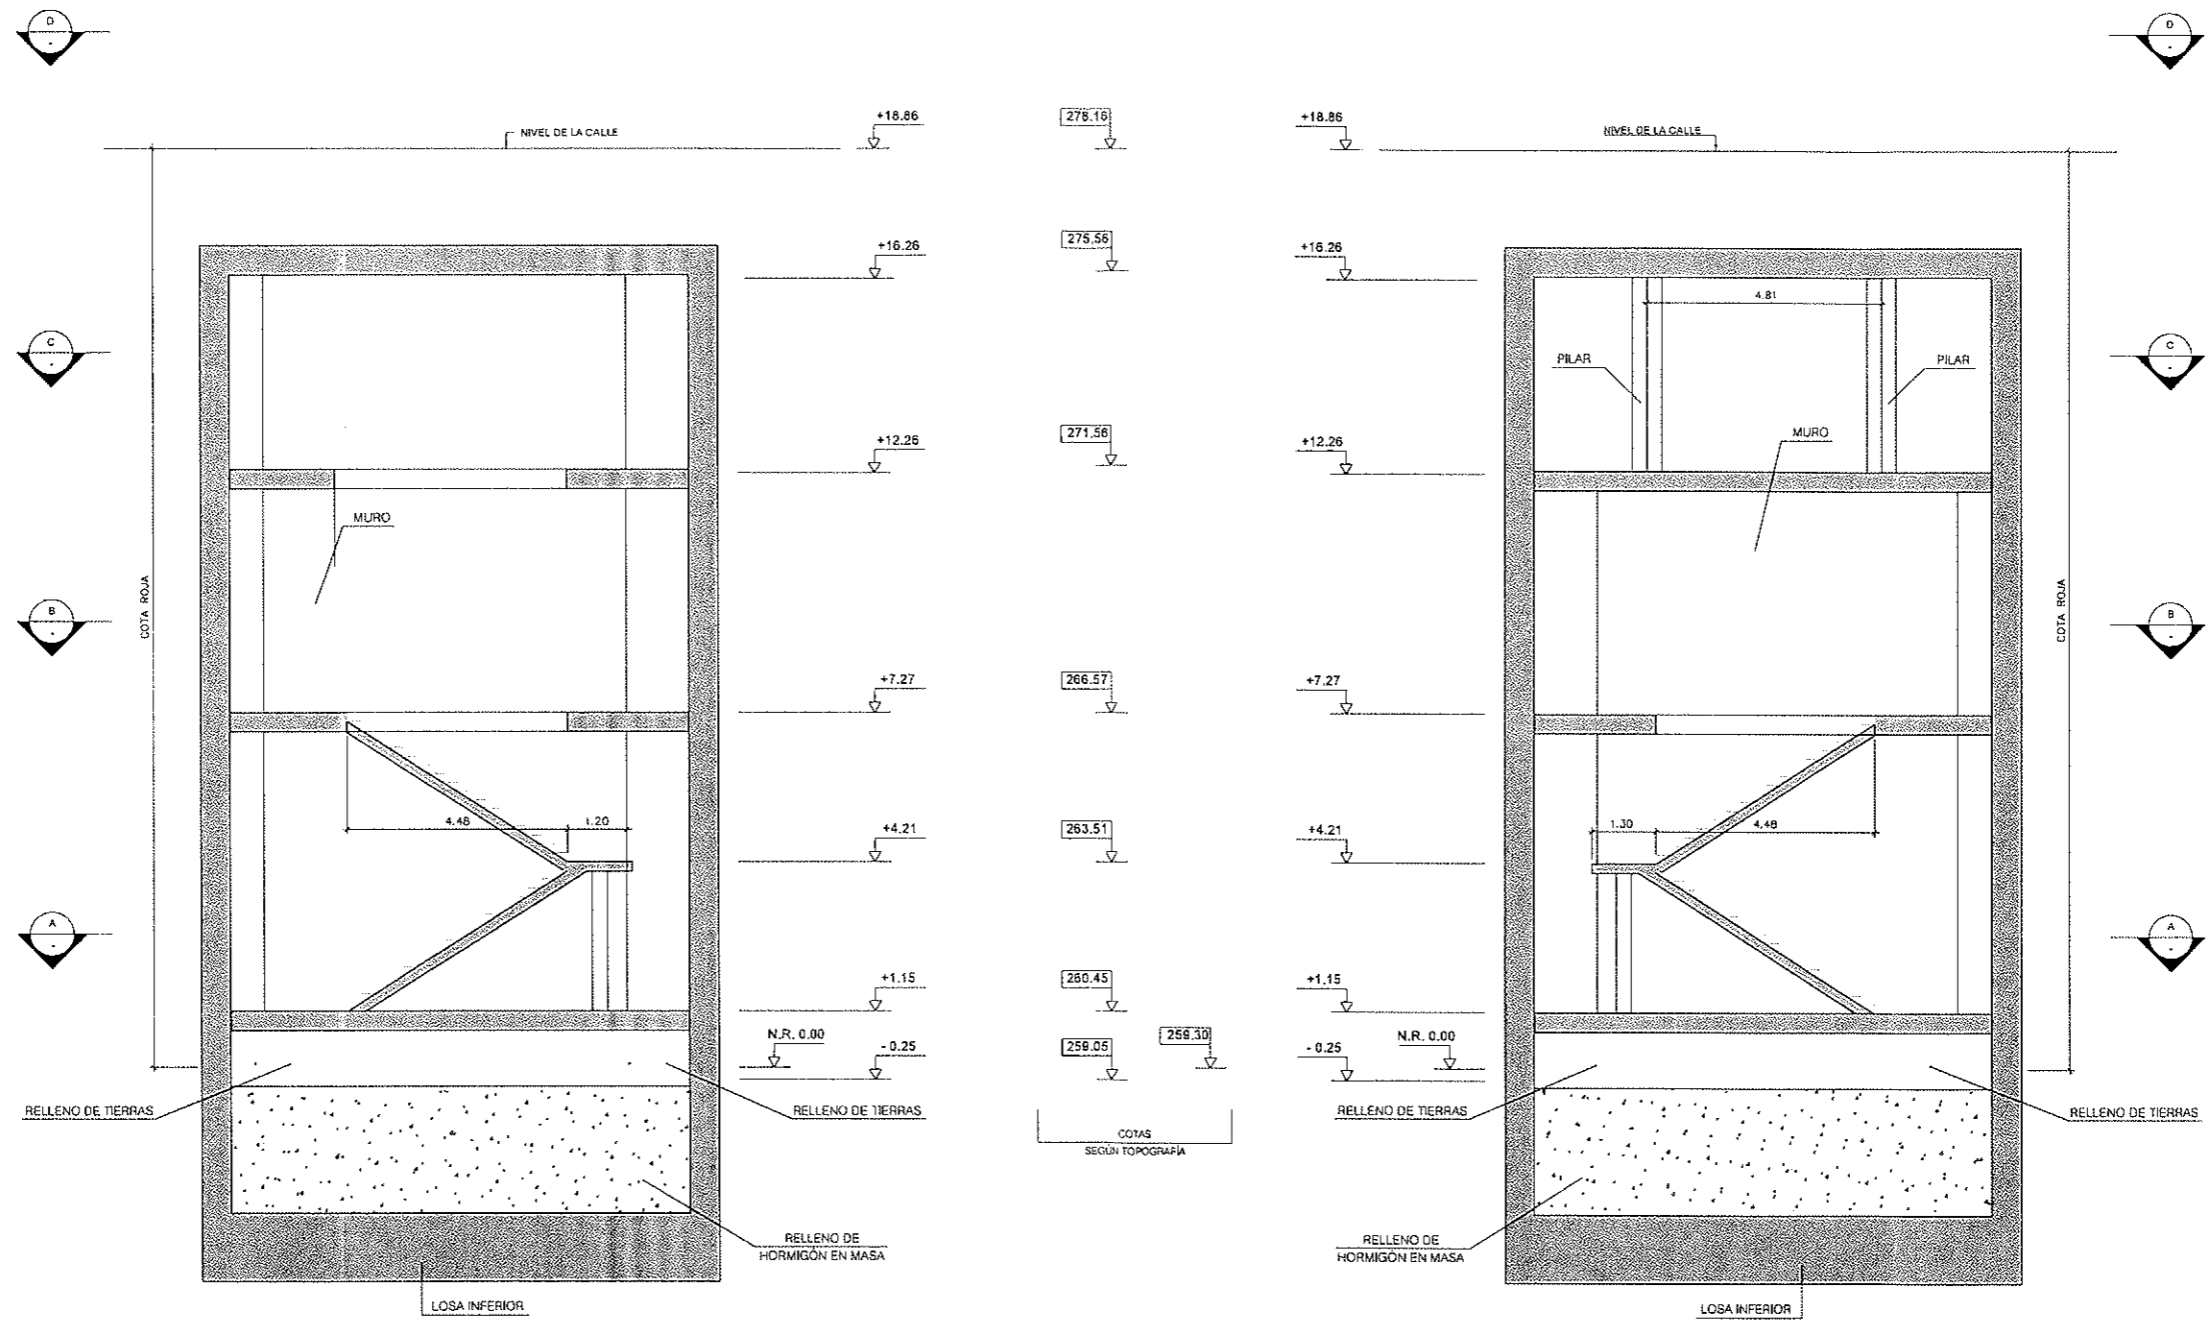 D
-
D
-
NIVEL DE LA CALLE
+18.86
278.16
+18.86
NIVEL DE LA CALLE
+16.26
275.56
+16.26
4.81
C
-
PILAR
PILAR
C
-
+12.26
271.56
+12.26
MURO
MURO
COTA ROJA
B
-
COTA ROJA
B
-
+7.27
266.57
+7.27
4.48
1.20
+4.21
263.51
+4.21
1.30
4.48
A
-
A
-
+1.15
260.45
+1.15
N.R. 0.00
- 0.25
259.05
259.30
- 0.25
N.R. 0.00
RELLENO DE TIERRAS
RELLENO DE TIERRAS
RELLENO DE TIERRAS
RELLENO DE TIERRAS
COTAS
SEGÚN TOPOGRAFÍA
RELLENO DE
HORMIGÓN EN MASA
RELLENO DE
HORMIGÓN EN MASA
LOSA INFERIOR
LOSA INFERIOR